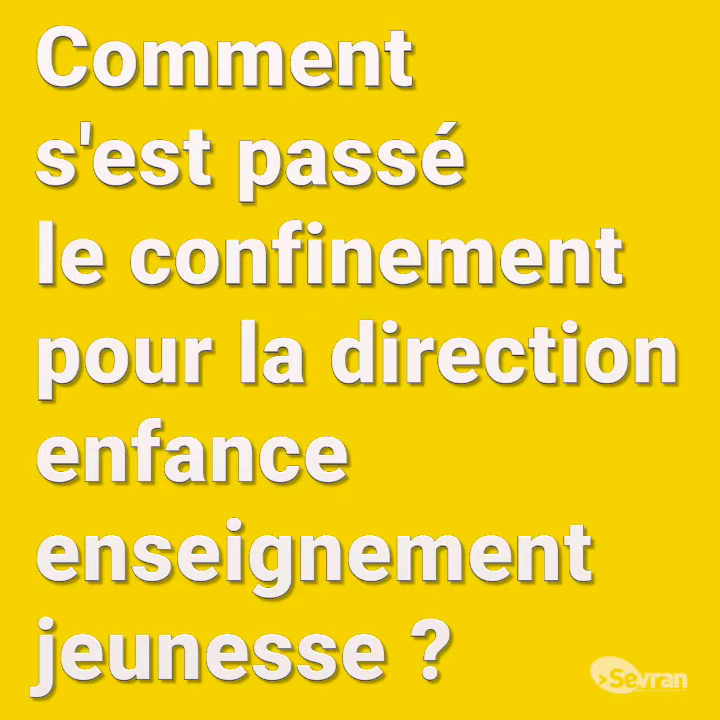 Comment
s'est passé
le confinement
pour la direction
enfance
enseignement
jeunesse ?
Sevran